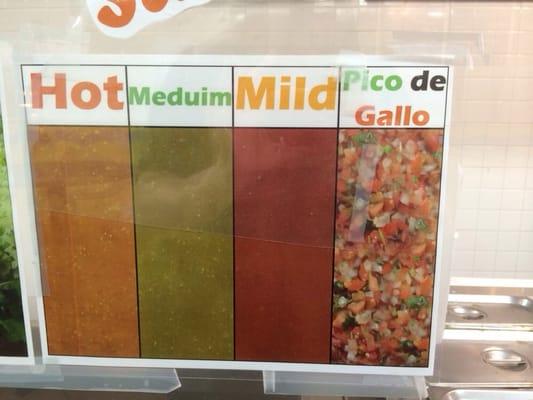 Hot
Meduim
Mild
Pico de
Gallo